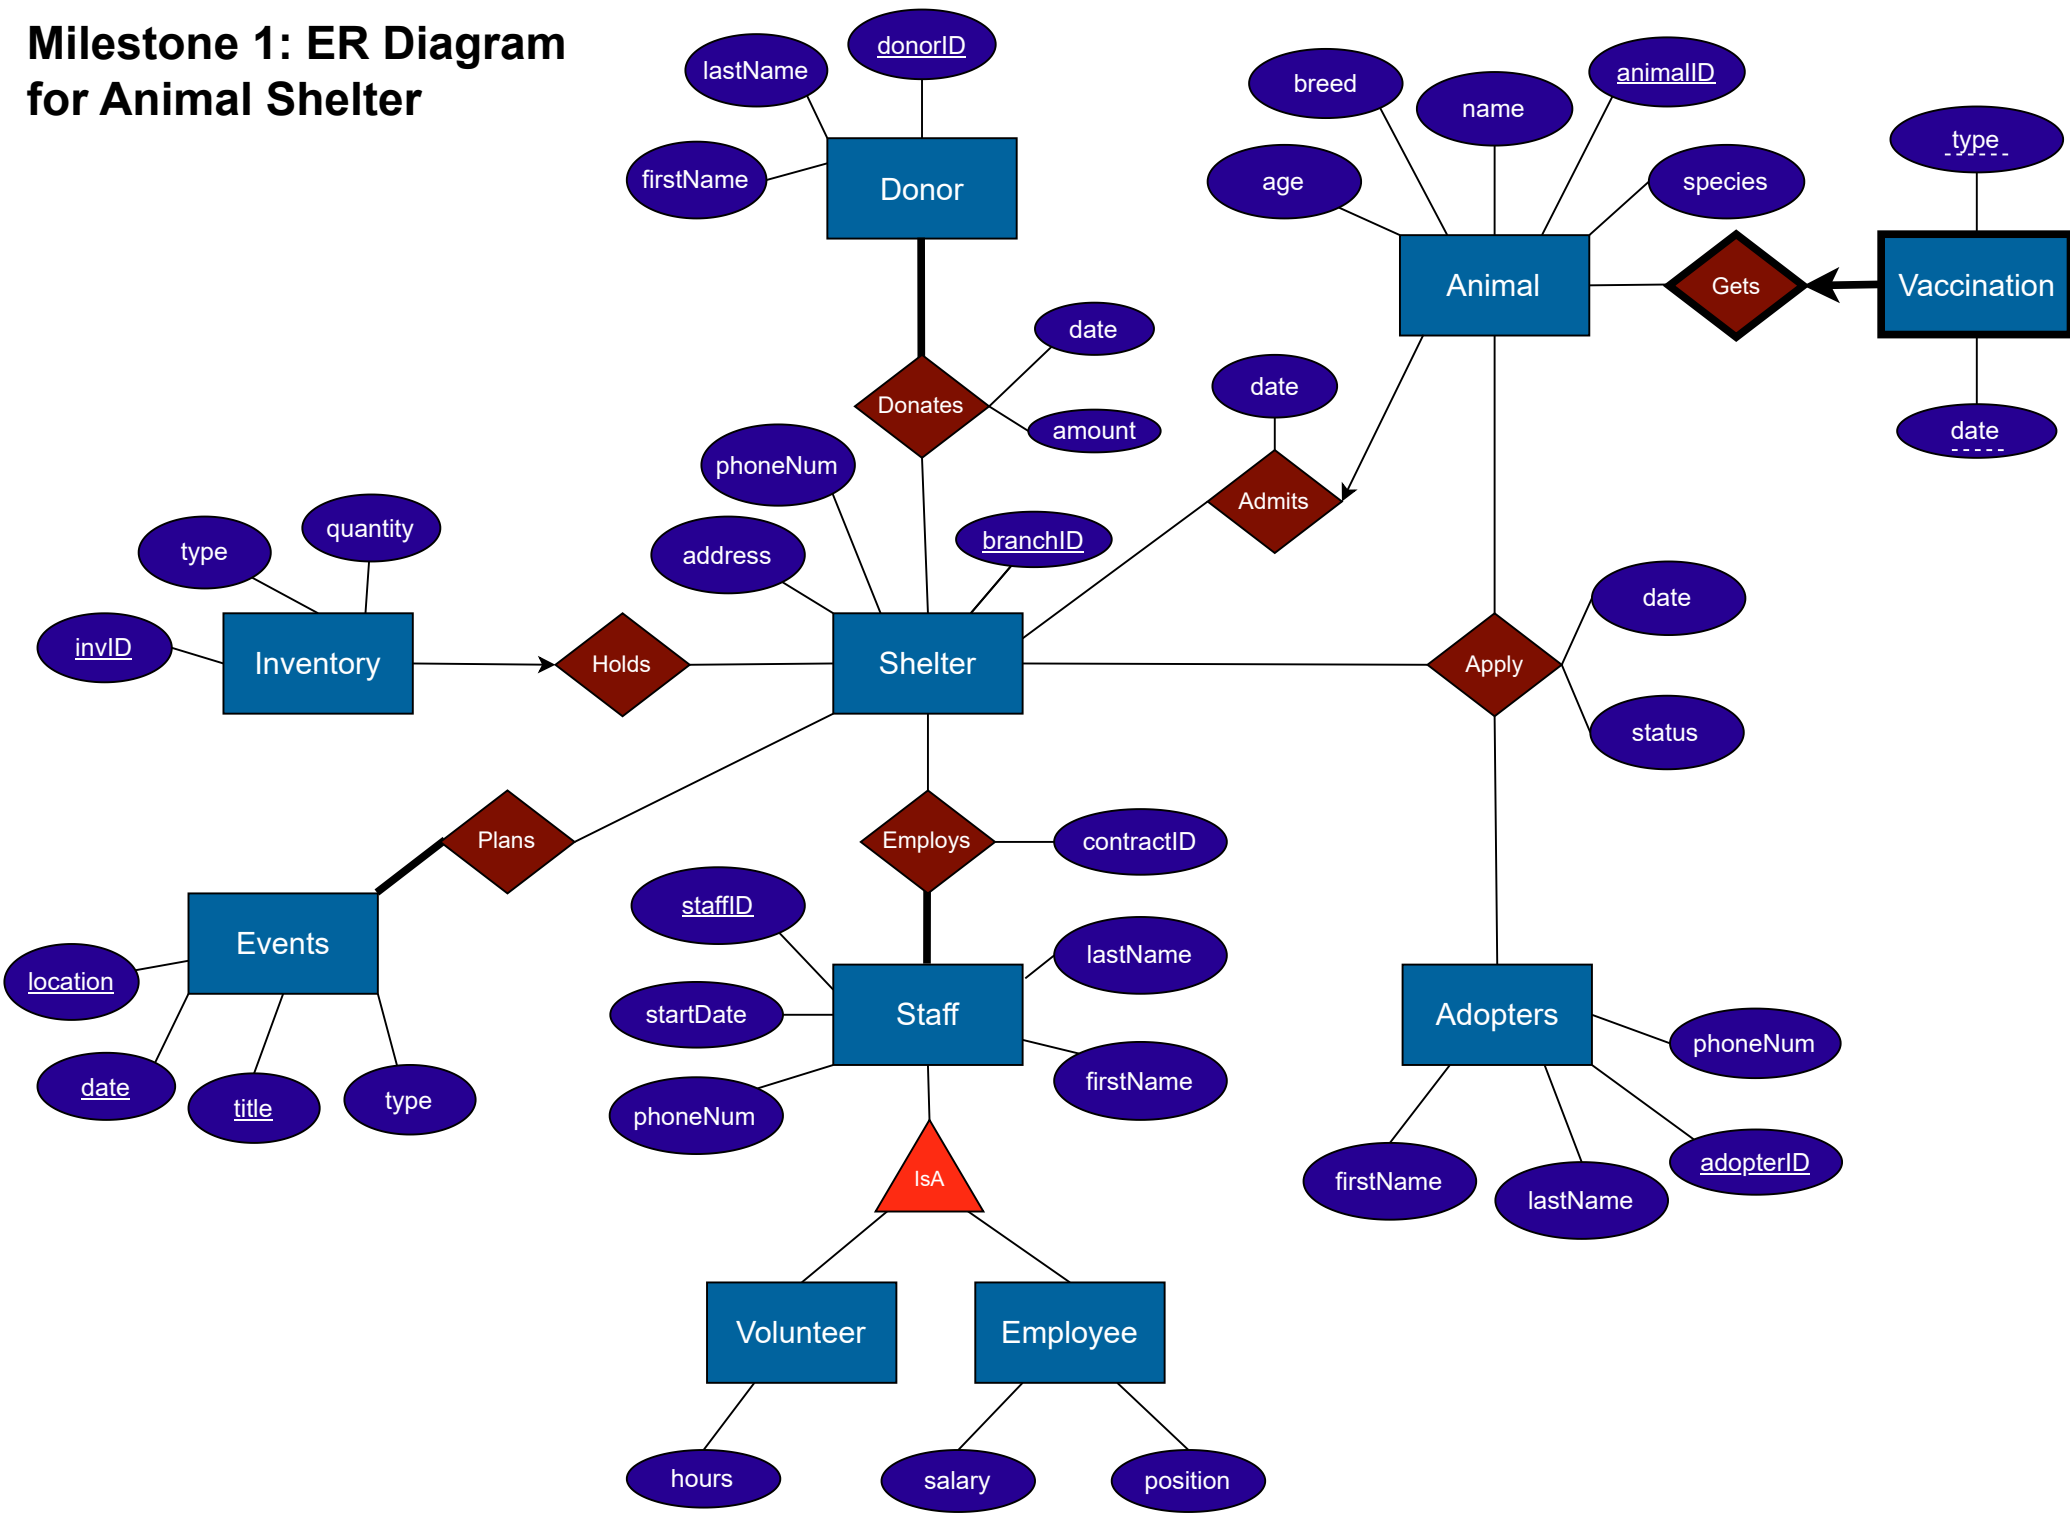 Milestone 1: ER Diagram
for Animal Shelter
donorID
lastName
firstName
Donor
breed
name
animalID
age
species
type
Animal
Gets
Vaccination
date
Donates
date
amount
date
Admits
phoneNum
address
branchID
quantity
type
invID
Inventory
Holds
Shelter
Apply
date
status
Plans
Employs
contractID
Events
location
date
title
type
staffID
startDate
phoneNum
Staff
lastName
firstName
Adopters
phoneNum
adopterID
firstName
lastName
IsA
Volunteer
Employee
hours
salary
position